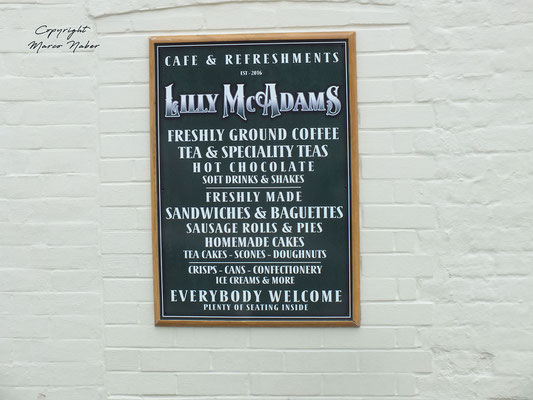 Copyright
Marco Naber
CAFE & REFRESHMENTS
EST - 2016
LILLY MCADAMS
FRESHLY GROUND COFFEE
TEA & SPECIALITY TEAS
HOT CHOCOLATE
SOFT DRINKS & SHAKES
FRESHLY MADE
SANDWICHES & BAGUETTES
SAUSAGE ROLLS & PIES
HOMEMADE CAKES
TEA CAKES - SCONES - DOUGHNUTS
CRISPS - CANS - CONFECTIONERY
ICE CREAMS & MORE
EVERYBODY WELCOME
PLENTY OF SEATING INSIDE